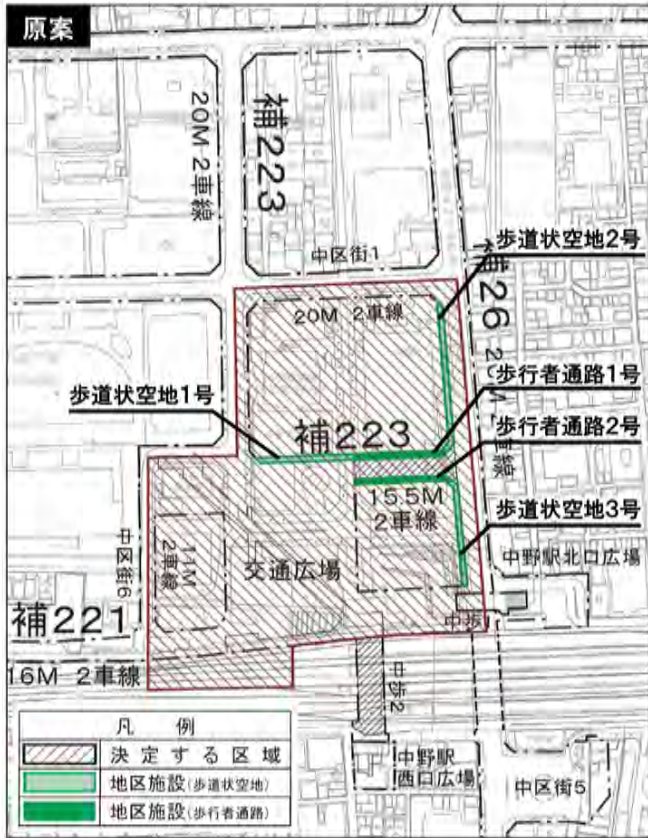 原案
20M 2車線
補223
中区街1
歩道状空地2号
補26
20M 2車線
歩道状空地1号
歩行者通路1号
補223
歩行者通路2号
15.5M
2車線
歩道状空地3号
中区街6
11M
2車線
交通広場
中野駅北口広場
補221
中歩
16M 2車線
中歩2
凡 例
決定する区域
地区施設(歩道状空地)
地区施設(歩行者通路)
中野駅
西口広場
中区街5